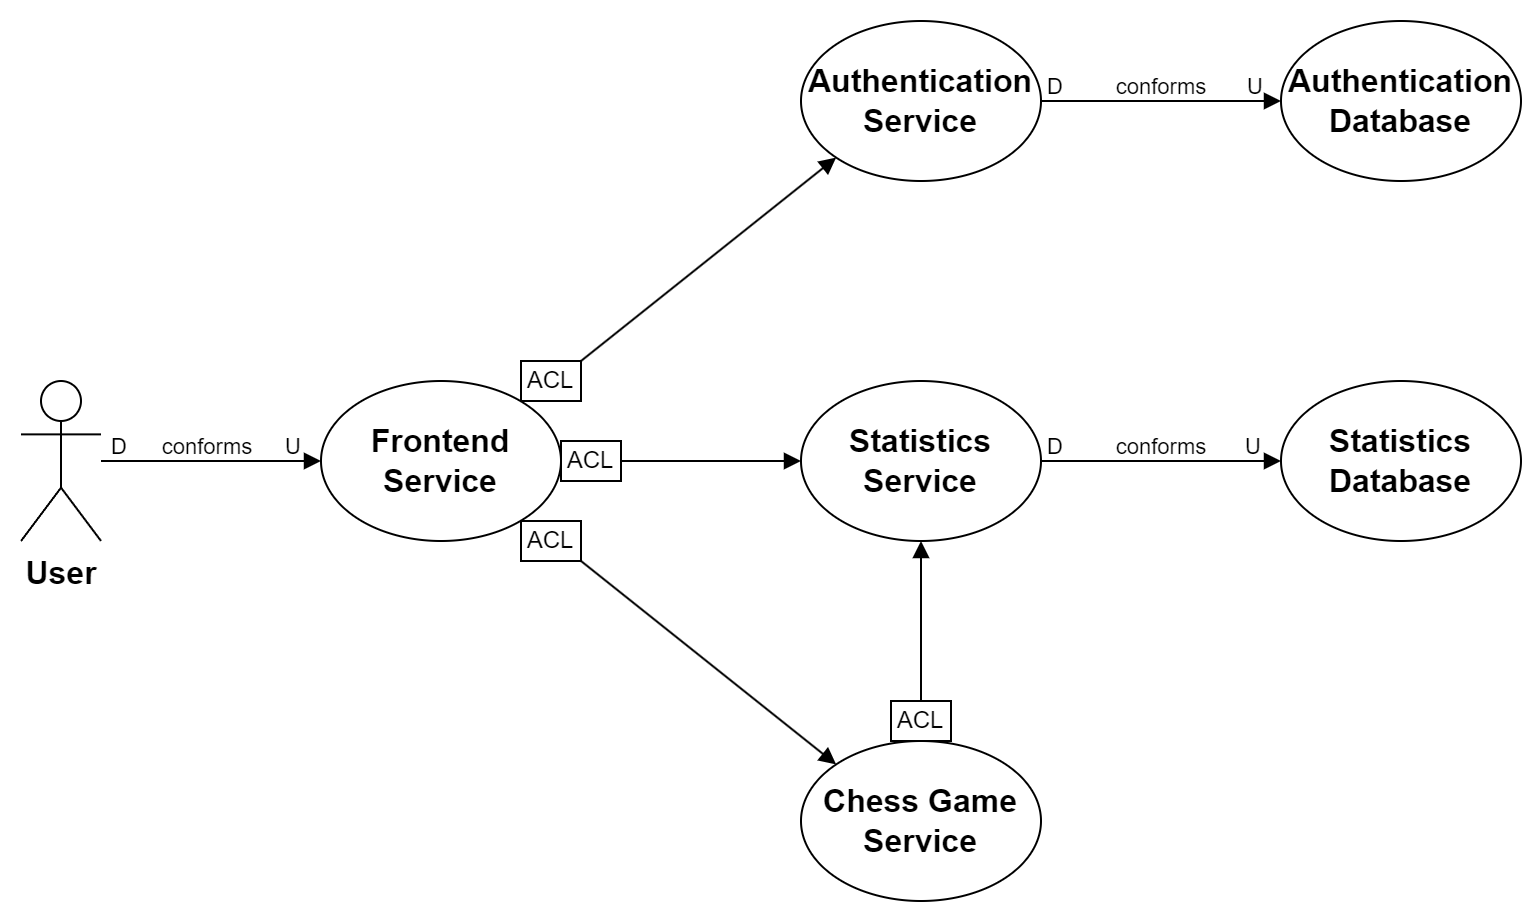 Authentication
Service
D conforms U
Authentication
Database
ACL
User
D conforms U
Frontend
Service
ACL
Statistics
Service
D conforms U
Statistics
Database
ACL
ACL
Chess Game
Service